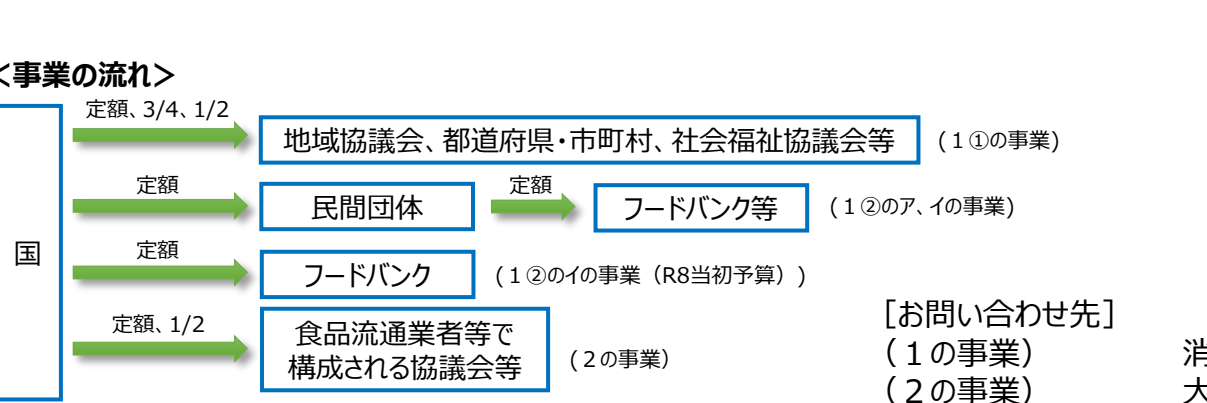 <事業の流れ>
定額、3/4、1/2
地域協議会、都道府県・市町村、社会福祉協議会等
(1①の事業)
定額
民間団体
定額
フードバンク等
(1②のア、イの事業)
国
定額
フードバンク
(1②のイの事業（R8当初予算）)
定額、1/2
食品流通業者等で
構成される協議会等
(2の事業)
[お問い合わせ先]
(1の事業) 消
(2の事業) 大